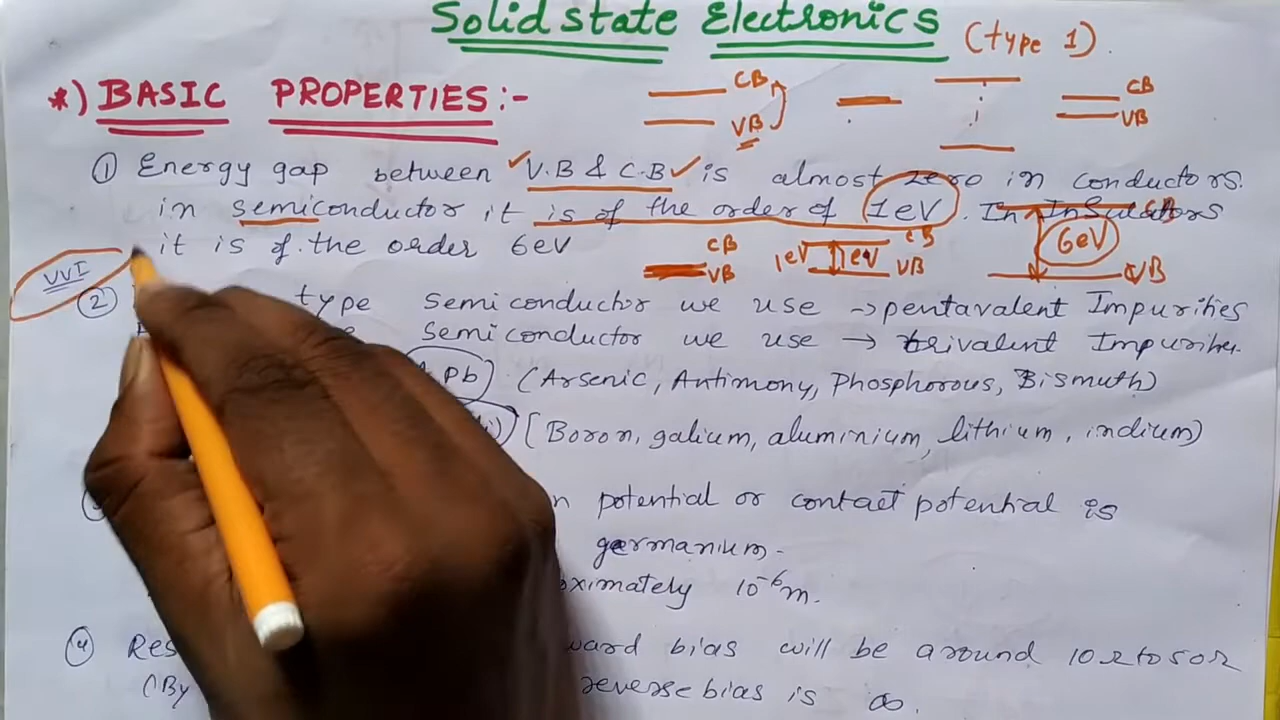 Solid state Electronics (type 1).
*) BASIC PROPERTIES:-
CB
VB
CB
VB
① Energy gap between V.B & C.B is almost zero in conductors.
in semiconductor it is of the order of 1eV. In Insulators
it is of the order 6eV
CB
VB
1eV 1eV CB
VB
6eV CB
VB
VVI
② type semiconductor we use → pentavalent Impurities
semiconductor we use → trivalent Impurities
Pb) (Arsenic, Antimony, Phosphorous, Bismuth)
[Boron, galium, aluminium, lithium, indium)
potential or contact potential is
germanium.
10⁻⁶m.
④ bias will be around 10Ω to 50Ω
(By reverse bias is ∞.